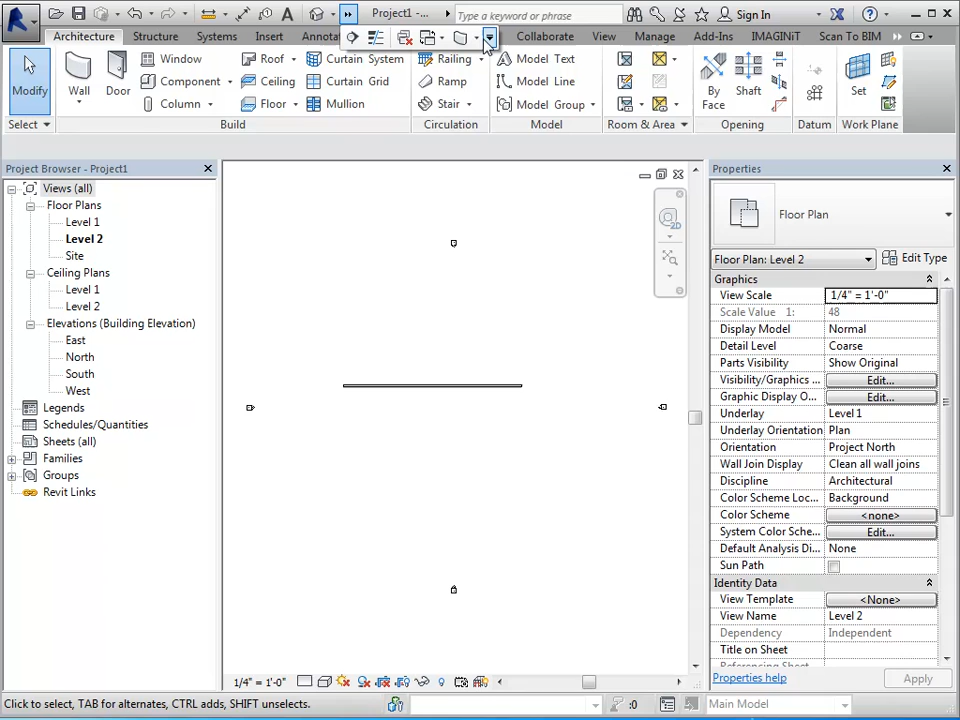 Project1 -...
Type a keyword or phrase
Sign In
Architecture Structure Systems Insert Annota Collaborate View Manage Add-Ins IMAGINiT Scan To BIM
Modify
Select
Wall
Door
Window
Component
Column
Roof
Ceiling
Floor
Curtain System
Curtain Grid
Mullion
Build
Railing
Ramp
Stair
Circulation
Model Text
Model Line
Model Group
Model
Room & Area
By Face
Shaft
Opening
Datum
Set
Work Plane
Project Browser - Project1
Views (all)
Floor Plans
Level 1
Level 2
Site
Ceiling Plans
Level 1
Level 2
Elevations (Building Elevation)
East
North
South
West
Legends
Schedules/Quantities
Sheets (all)
Families
Groups
Revit Links
2D
1/4" = 1'-0"
Properties
Floor Plan
Floor Plan: Level 2 Edit Type
Graphics
View Scale 1/4" = 1'-0"
Scale Value 1: 48
Display Model Normal
Detail Level Coarse
Parts Visibility Show Original
Visibility/Graphics ... Edit...
Graphic Display O... Edit...
Underlay Level 1
Underlay Orientation Plan
Orientation Project North
Wall Join Display Clean all wall joins
Discipline Architectural
Color Scheme Loc... Background
Color Scheme <none>
System Color Sche... Edit...
Default Analysis Di... None
Sun Path
Identity Data
View Template <None>
View Name Level 2
Dependency Independent
Title on Sheet
Referencing Sheet
Properties help Apply
Click to select, TAB for alternates, CTRL adds, SHIFT unselects. :0 Main Model